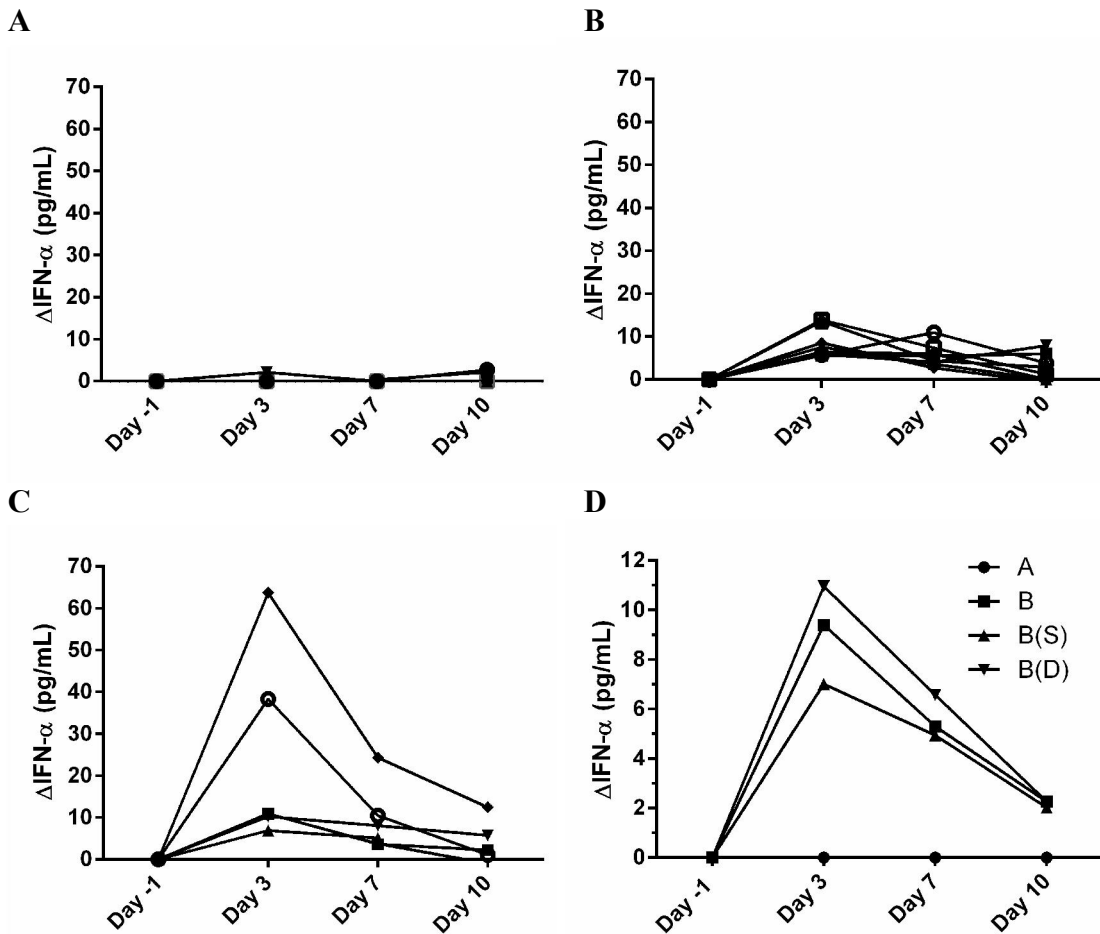 A
70
60
50
40
30
20
10
0
ΔIFN-α (pg/mL)
Day -1
Day 3
Day 7
Day 10
B
70
60
50
40
30
20
10
0
ΔIFN-α (pg/mL)
Day -1
Day 3
Day 7
Day 10
C
70
60
50
40
30
20
10
0
ΔIFN-α (pg/mL)
Day -1
Day 3
Day 7
Day 10
D
12
10
8
6
4
2
0
ΔIFN-α (pg/mL)
A
B
B(S)
B(D)
Day -1
Day 3
Day 7
Day 10